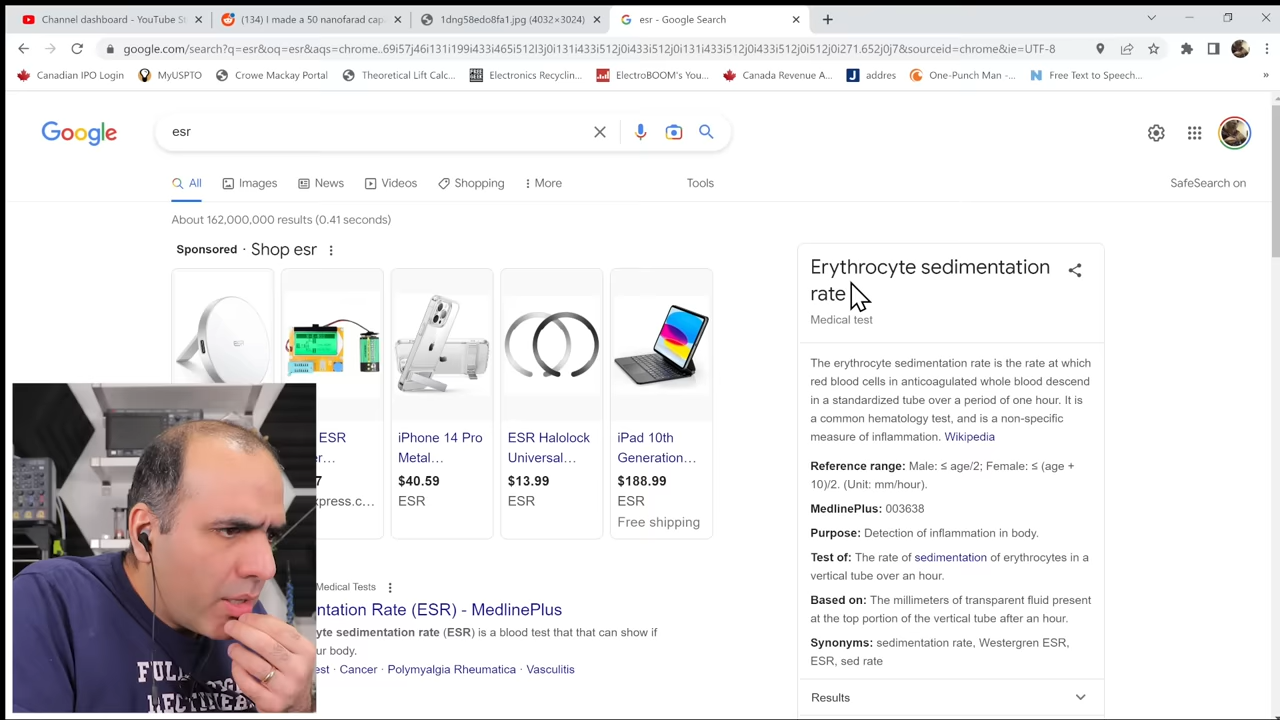 Channel dashboard - YouTube St
(134) I made a 50 nanofarad cap
1dng58edo8fa1.jpg (4032×3024)
esr - Google Search
google.com/search?q=esr&oq=esr&aqs=chrome..69i57j46i131i199i433i465i512l3j0i131i433i512j0i433i512j0i131i433i512j0i433i512j0i271.652j0j7&sourceid=chrome&ie=UTF-8
Canadian IPO Login
MyUSPTO
Crowe Mackay Portal
Theoretical Lift Calc...
Electronics Recyclin...
ElectroBOOM's You...
Canada Revenue A...
addres
One-Punch Man -...
Free Text to Speech...
Google
esr
All
Images
News
Videos
Shopping
More
Tools
SafeSearch on
About 162,000,000 results (0.41 seconds)
Sponsored · Shop esr
ESR
iPhone 14 Pro
ESR Halolock
iPad 10th
er...
Metal...
Universal...
Generation...
7
$40.59
$13.99
$188.99
xpress.c...
ESR
ESR
ESR
Free shipping
Medical Tests
ntation Rate (ESR) - MedlinePlus
yte sedimentation rate (ESR) is a blood test that that can show if
ur body.
est · Cancer · Polymyalgia Rheumatica · Vasculitis
Erythrocyte sedimentation
rate
Medical test
The erythrocyte sedimentation rate is the rate at which
red blood cells in anticoagulated whole blood descend
in a standardized tube over a period of one hour. It is
a common hematology test, and is a non-specific
measure of inflammation. Wikipedia
Reference range: Male: ≤ age/2; Female: ≤ (age +
10)/2. (Unit: mm/hour).
MedlinePlus: 003638
Purpose: Detection of inflammation in body.
Test of: The rate of sedimentation of erythrocytes in a
vertical tube over an hour.
Based on: The millimeters of transparent fluid present
at the top portion of the vertical tube after an hour.
Synonyms: sedimentation rate, Westergren ESR,
ESR, sed rate
Results
FULL